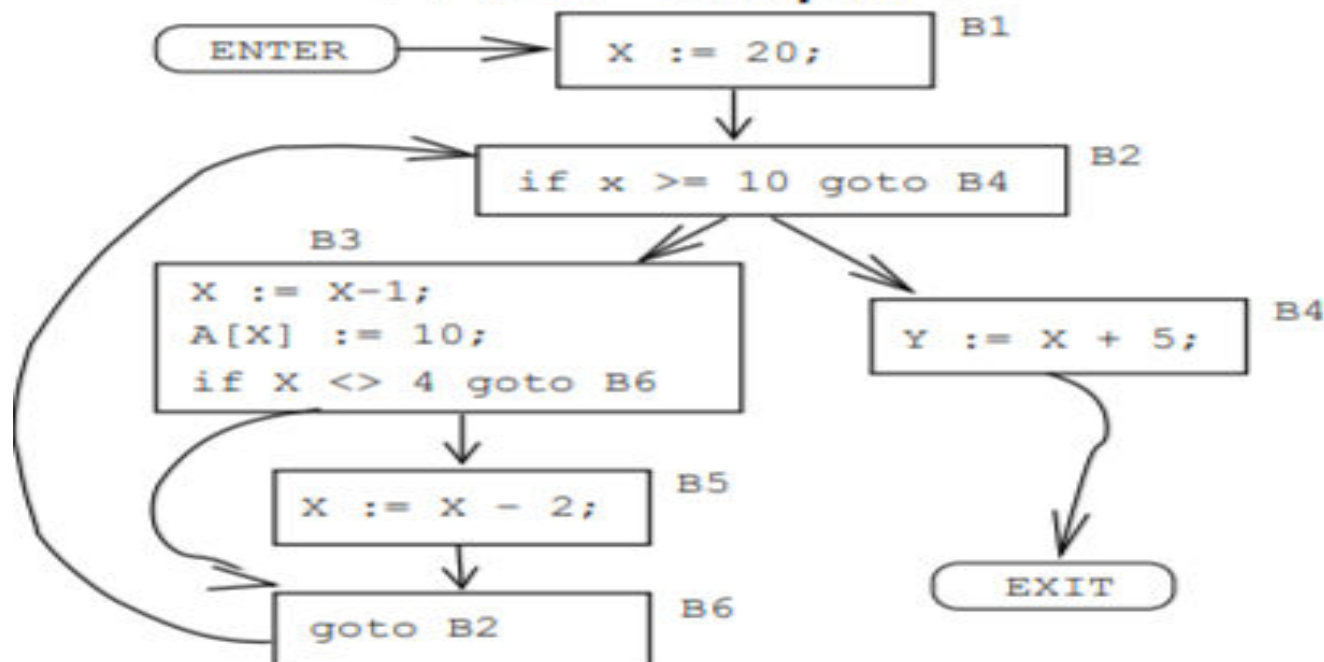 ENTER
X := 20;
B1
if x >= 10 goto B4
B2
B3
X := X-1;
A[X] := 10;
if X <> 4 goto B6
Y := X + 5;
B4
X := X - 2;
B5
EXIT
goto B2
B6